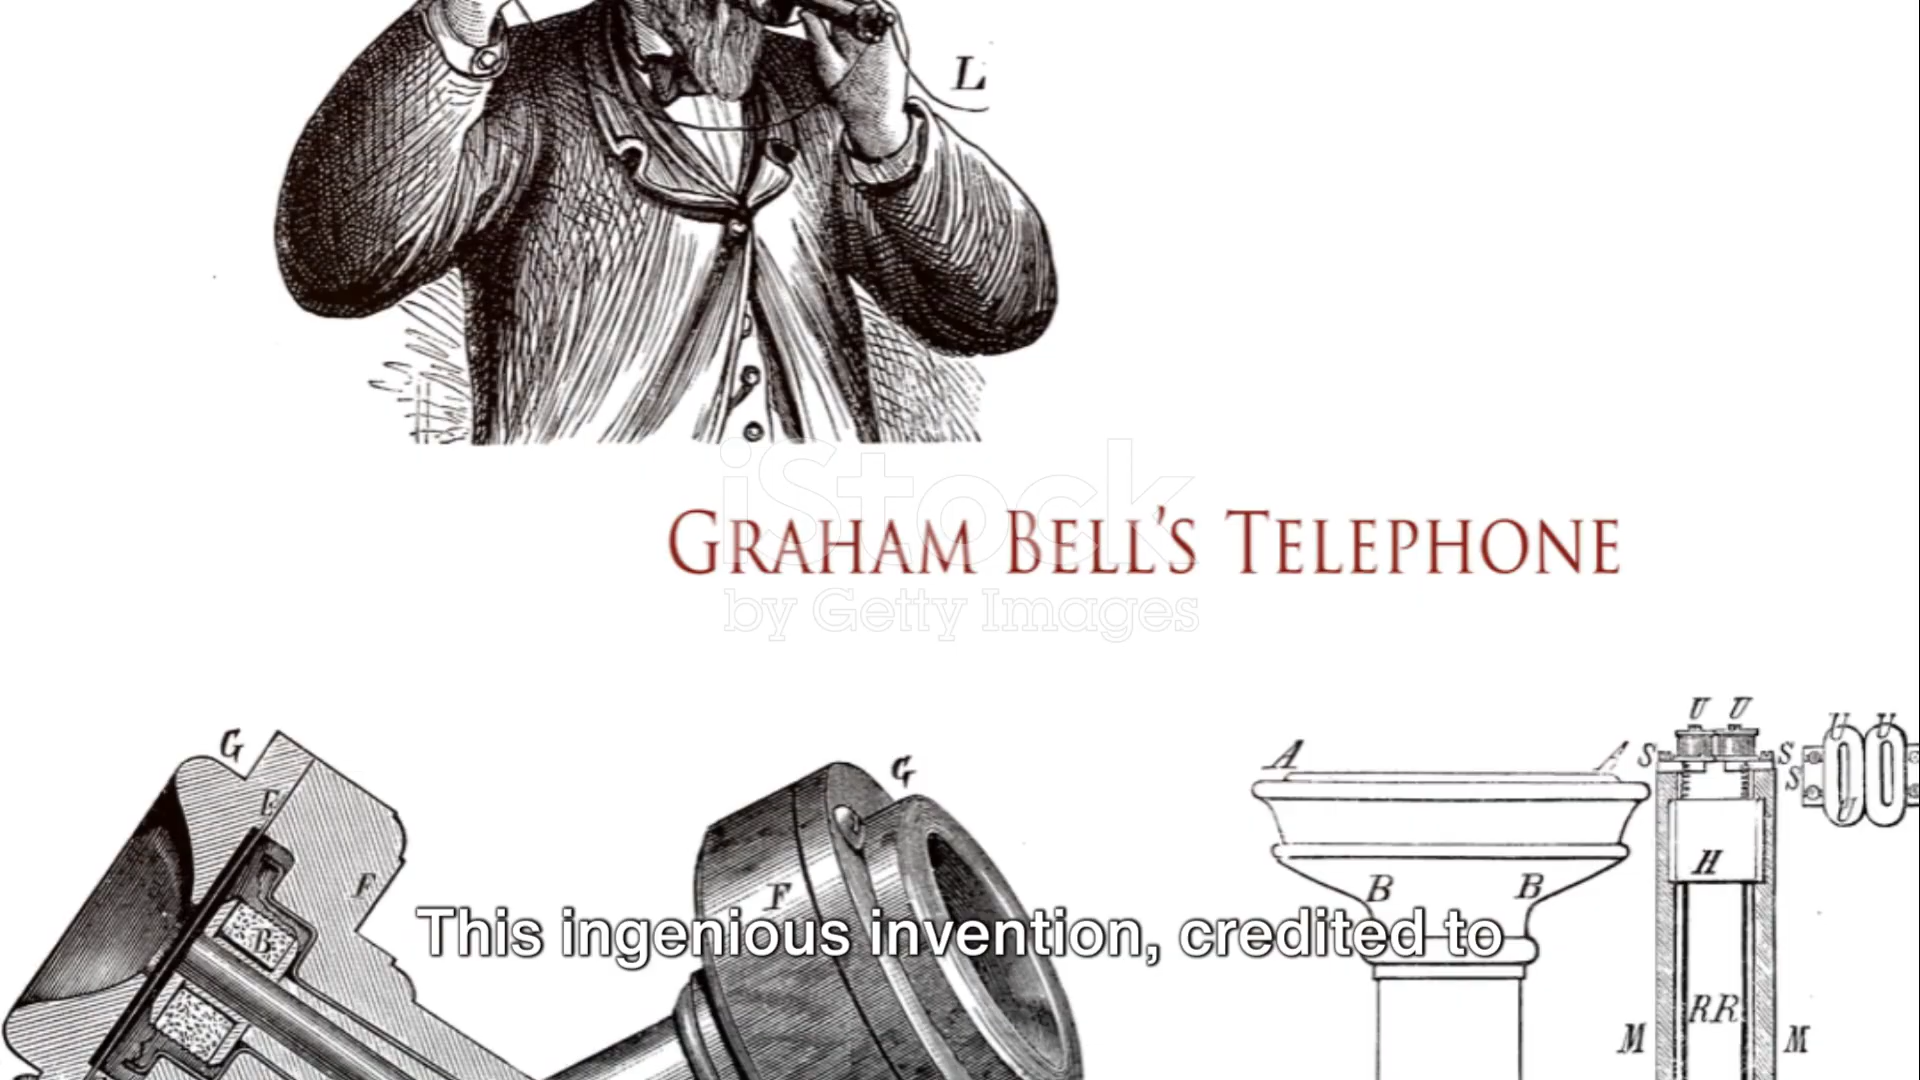 L
iStock
GRAHAM BELL'S TELEPHONE
by Getty Images
U U
U U
G
G
A A
S
S
S
E
U
F
F
H
B B
This ingenious invention, credited to
B
RR
M M